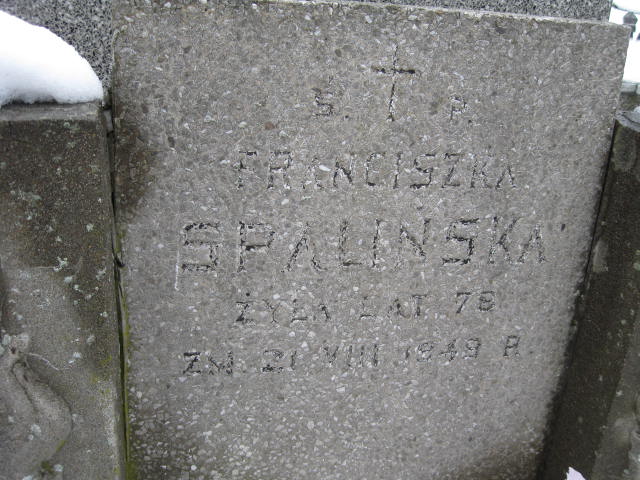 Ś. P.
FRANCISZKA
SPALIŃSKA
ŻYŁA LAT 78
ZM. 21 VIII 1949 R.